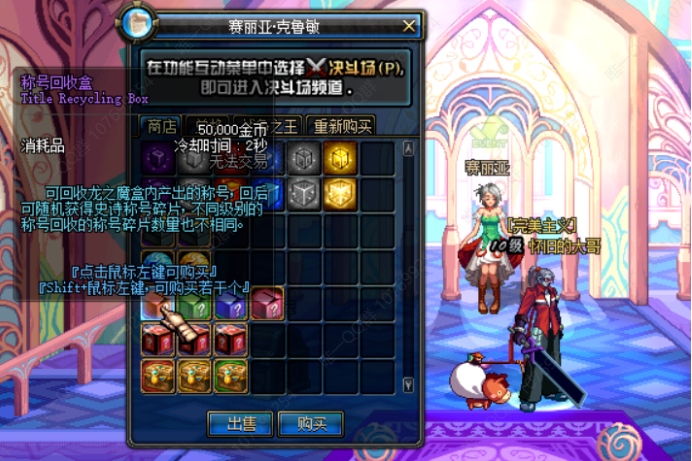 赛丽亚·克鲁敏
在功能互动菜单中选择 决斗场(P),
即可进入决斗场频道.
称号回收盒
Title Recycling Box
商店
之王
重新购买
50,000金币
消耗品
冷却时间:2秒
无法交易
可回收龙之魔盒内产出的称号,回后
可随机获得史诗称号碎片,不同级别的
称号回收的称号碎片数量也不相同。
『点击鼠标左键可购买』
『Shift+鼠标左键,可购买若干个』
出售
购买
EVENT
赛丽亚
[完美主义]
怀旧的大哥